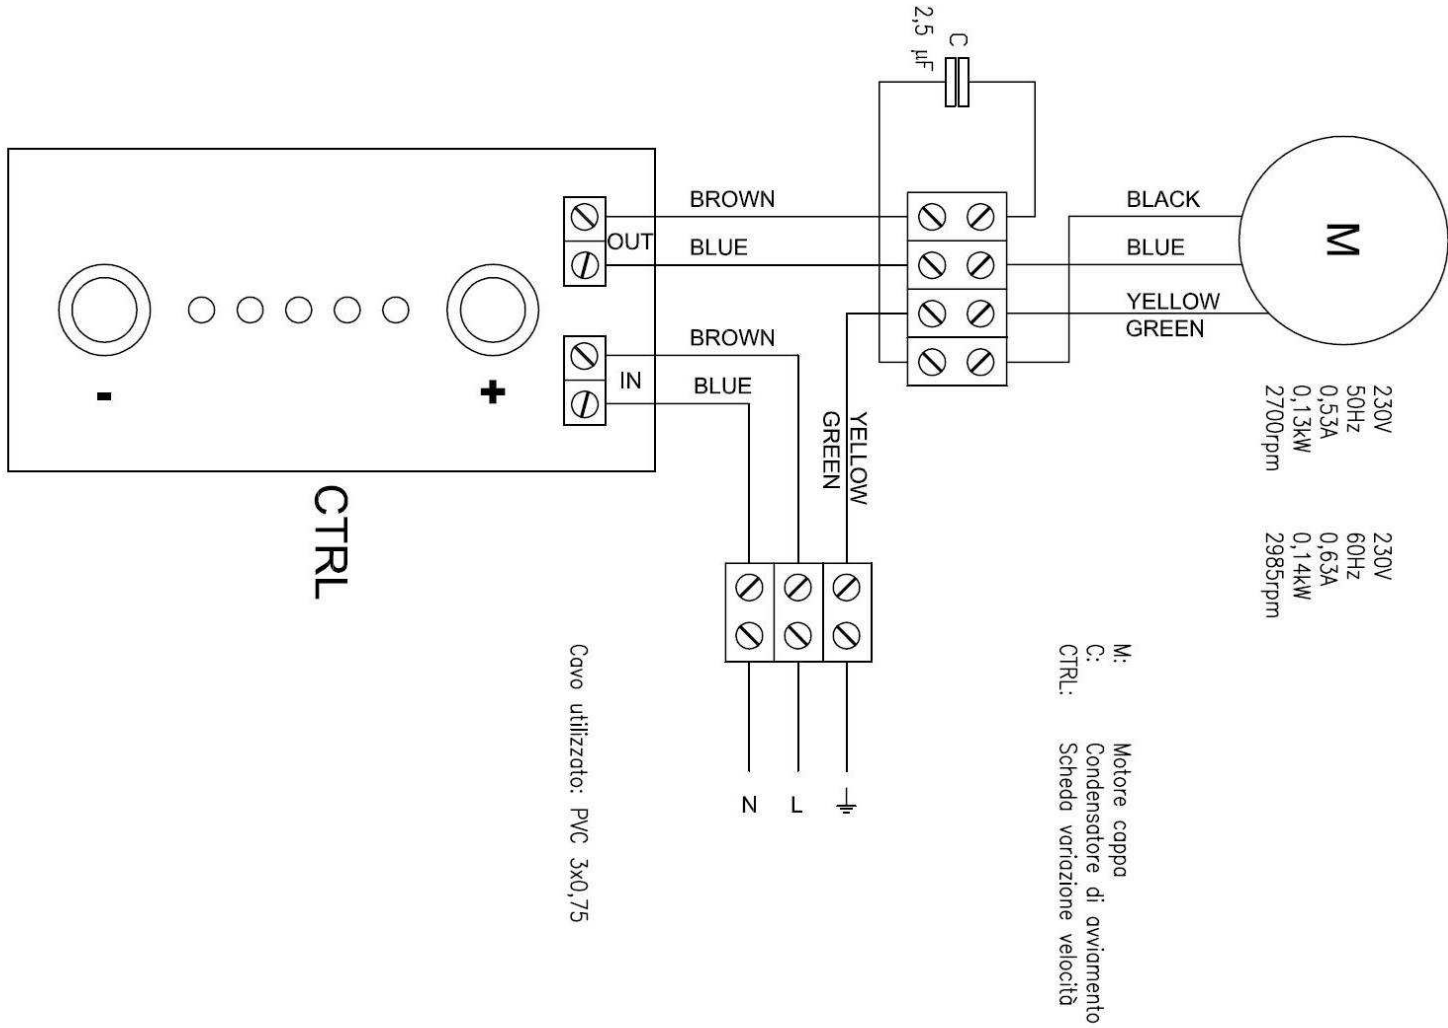 C
2,5 µF
BROWN
BLUE
OUT
BROWN
BLUE
IN
-
+
CTRL
BLACK
BLUE
YELLOW
GREEN
M
YELLOW
GREEN
230V
50Hz
0,53A
0,13kW
2700rpm
230V
60Hz
0,63A
0,14kW
2985rpm
N
L
M: Motore cappa
C: Condensatore di avviamento
CTRL: Scheda variazione velocità
Cavo utilizzato: PVC 3x0,75